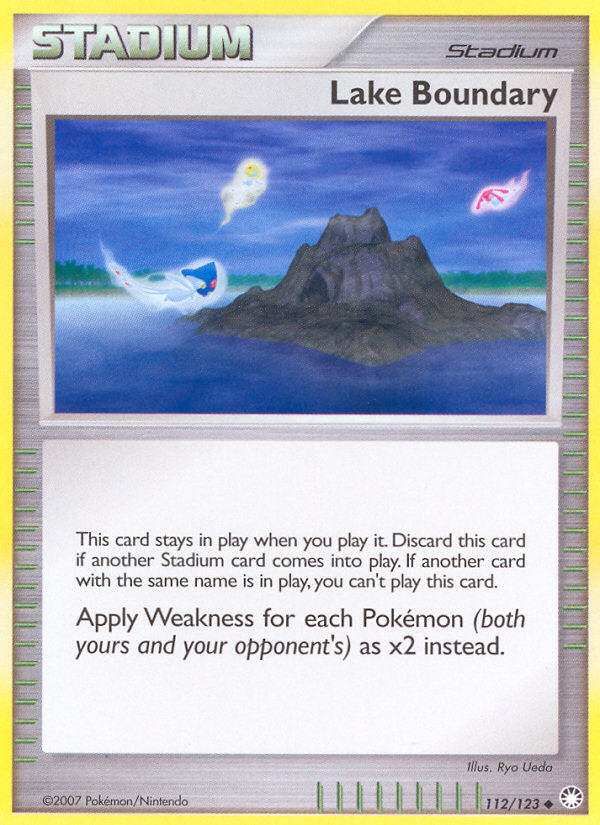 STADIUM
Stadium
Lake Boundary
This card stays in play when you play it. Discard this card
if another Stadium card comes into play. If another card
with the same name is in play, you can't play this card.
Apply Weakness for each Pokémon (both
yours and your opponent's) as x2 instead.
Illus. Ryo Ueda
©2007 Pokémon/Nintendo
112/123